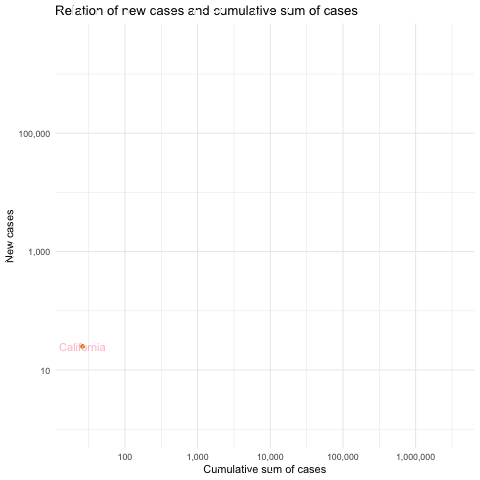 Relation of new cases and cumulative sum of cases
100,000
New cases
1,000
California
10
100 1,000 10,000 100,000 1,000,000
Cumulative sum of cases